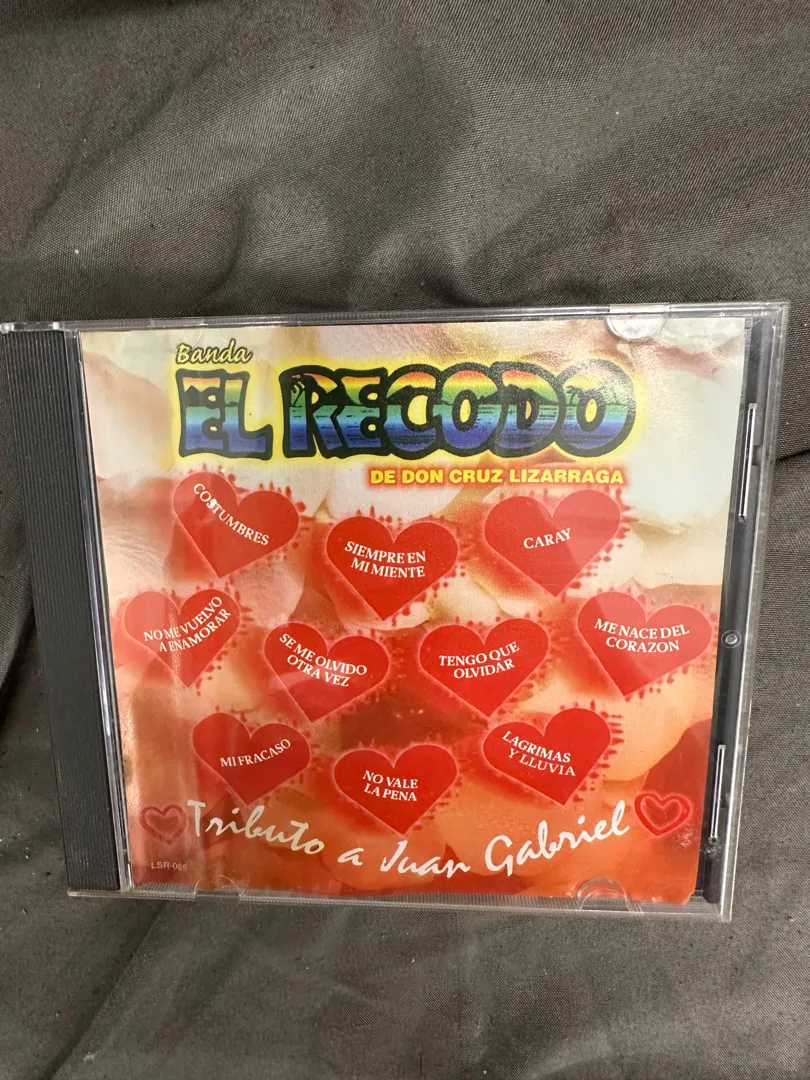 Banda
EL RECODO
DE DON CRUZ LIZARRAGA
COSTUMBRES
SIEMPRE EN
MI MIENTE
CARAY
NO ME VUELVO
A ENAMORAR
SE ME OLVIDO
OTRA VEZ
TENGO QUE
OLVIDAR
ME NACE DEL
CORAZON
MI FRACASO
NO VALE
LA PENA
LAGRIMAS
Y LLUVIA
Tributo a Juan Gabriel